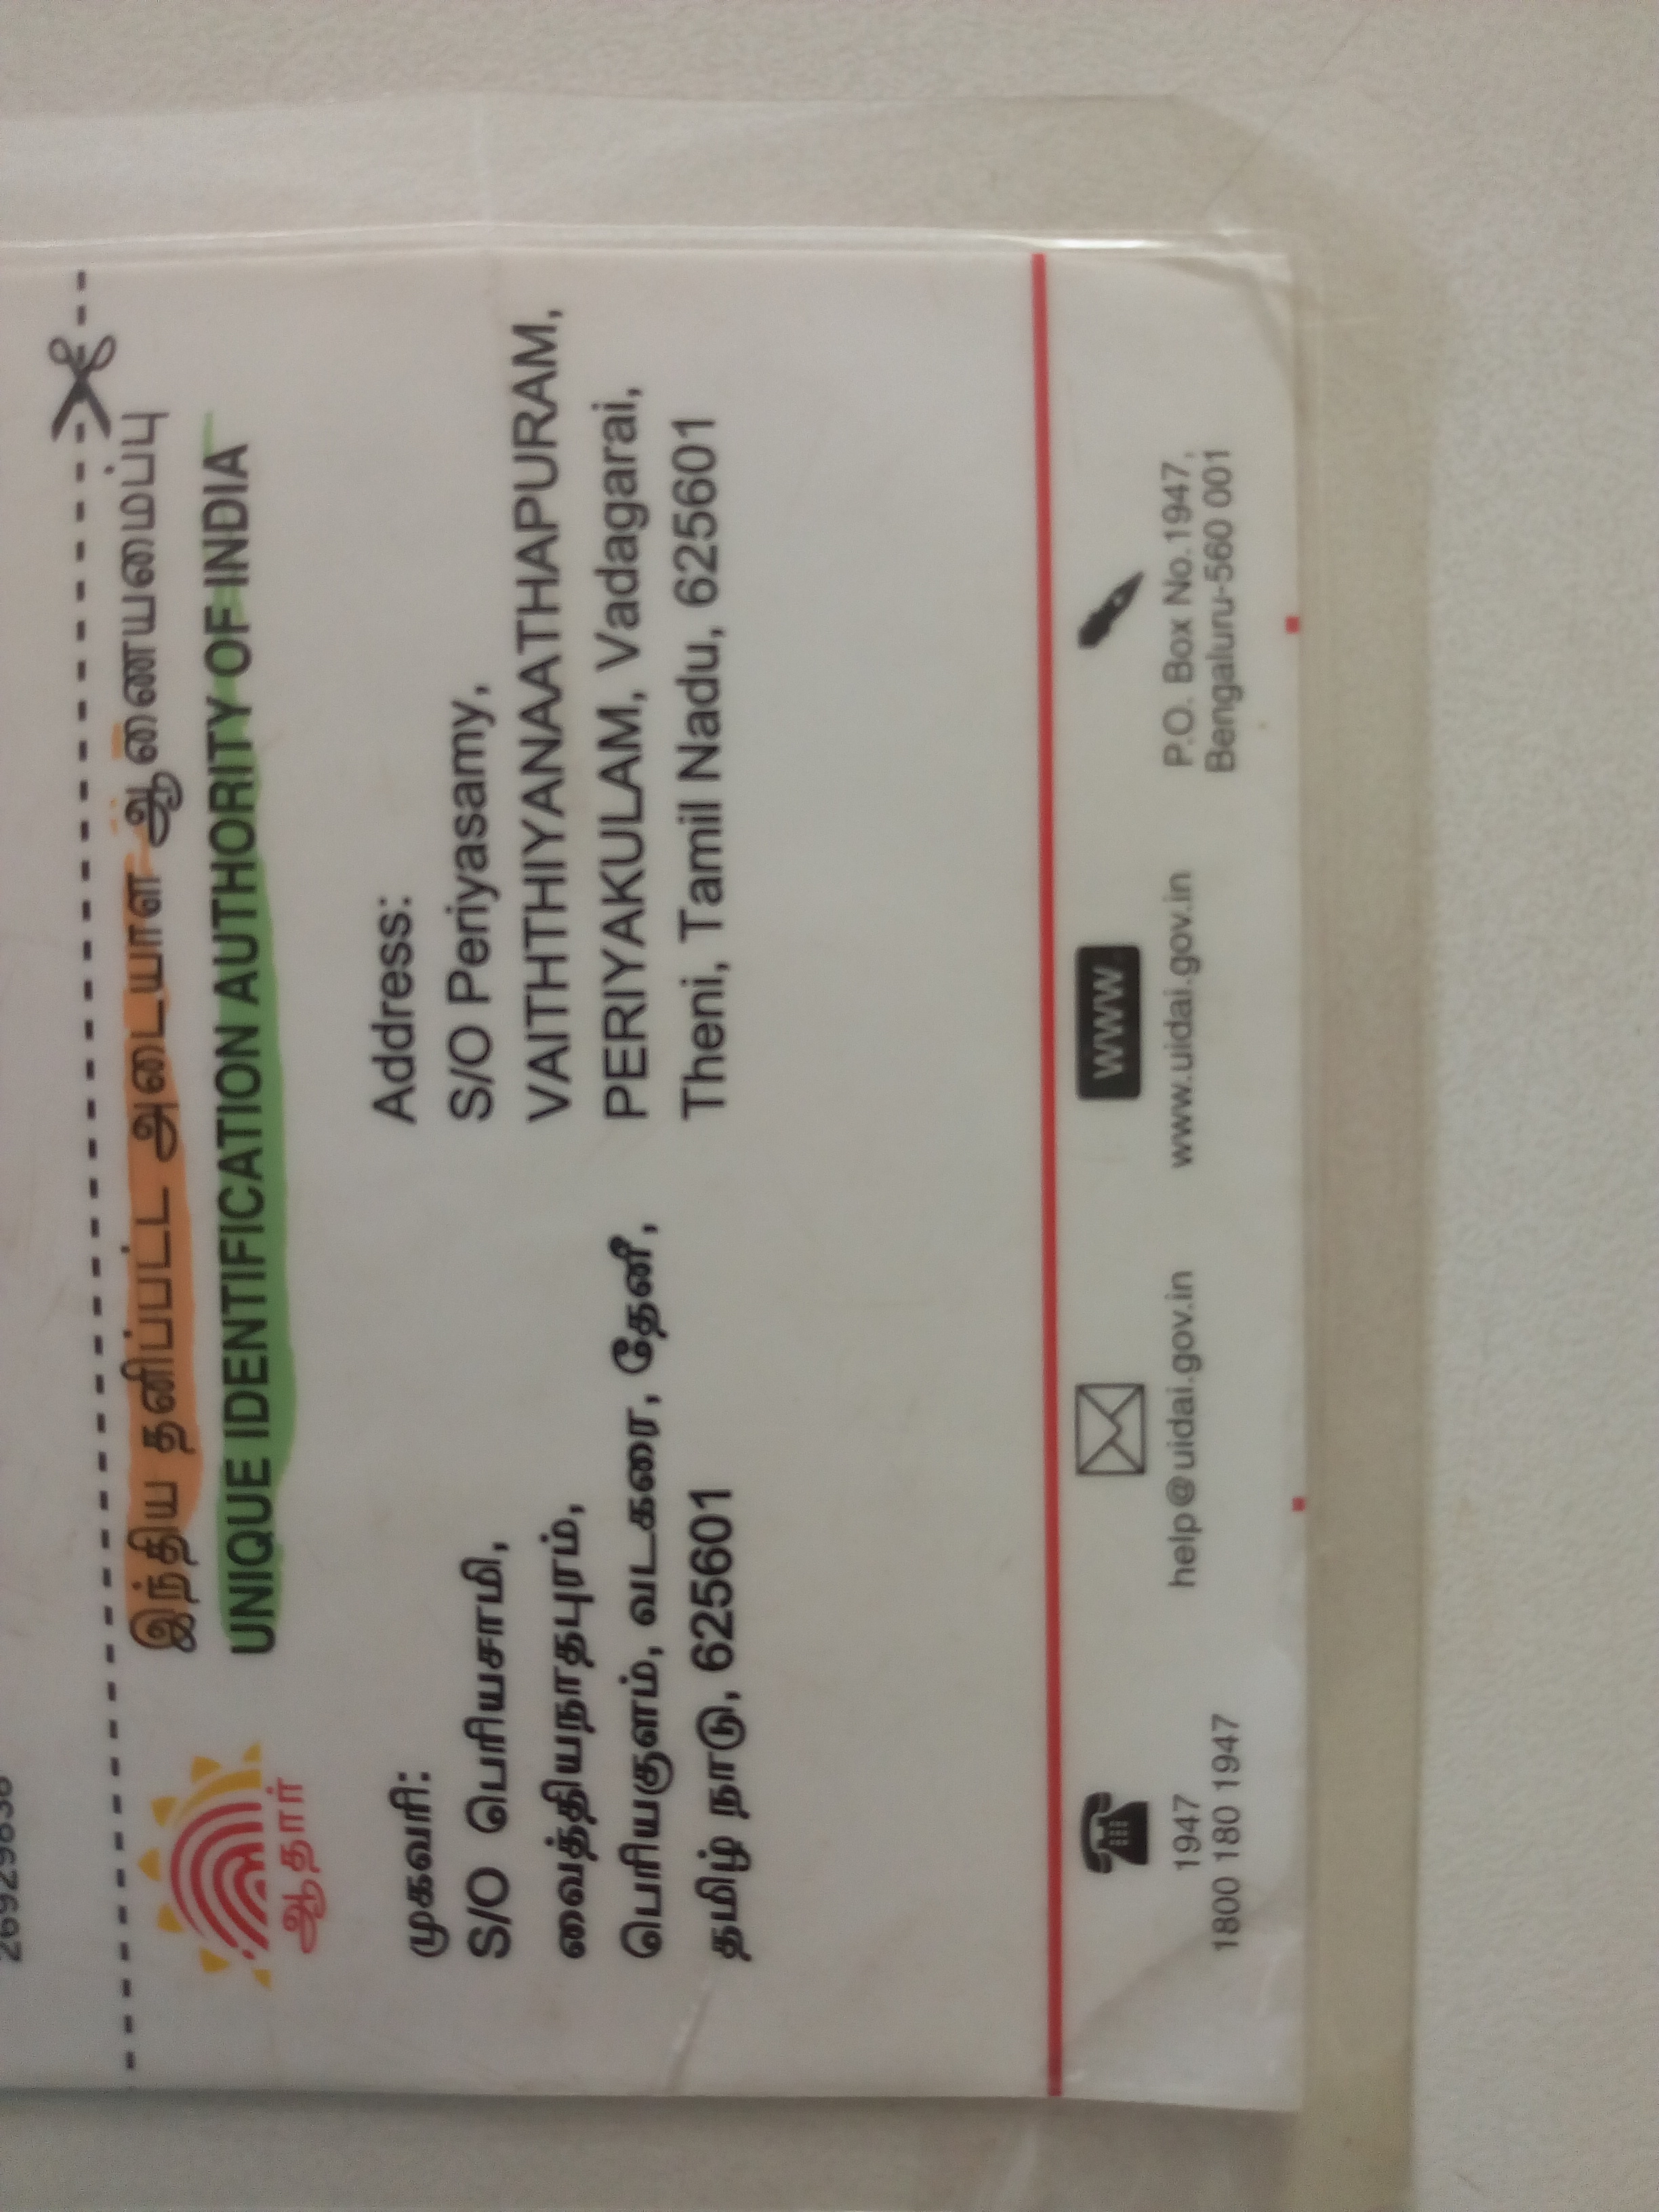 இந்திய தனிப்பட்ட அடையாள ஆணையமைப்பு
UNIQUE IDENTIFICATION AUTHORITY OF INDIA
ஆதார்
முகவரி:
S/O பெரியசாமி,
வைத்தியநாதபுரம்,
பெரியகுளம், வடகரை, தேனீ,
தமிழ் நாடு, 625601
Address:
S/O Periyasamy,
VAITHTHIYANAATHAPURAM,
PERIYAKULAM, Vadagarai,
Theni, Tamil Nadu, 625601
1947
1800 180 1947
help@uidai.gov.in
www
www.uidai.gov.in
P.O. Box No.1947,
Bengaluru-560 001